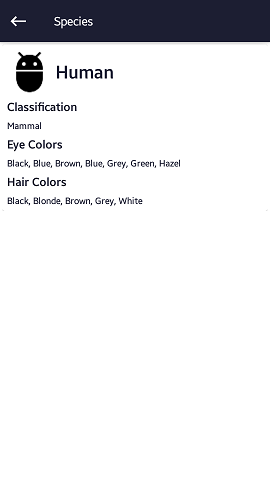 Species
Human
Classification
Mammal
Eye Colors
Black, Blue, Brown, Blue, Grey, Green, Hazel
Hair Colors
Black, Blonde, Brown, Grey, White